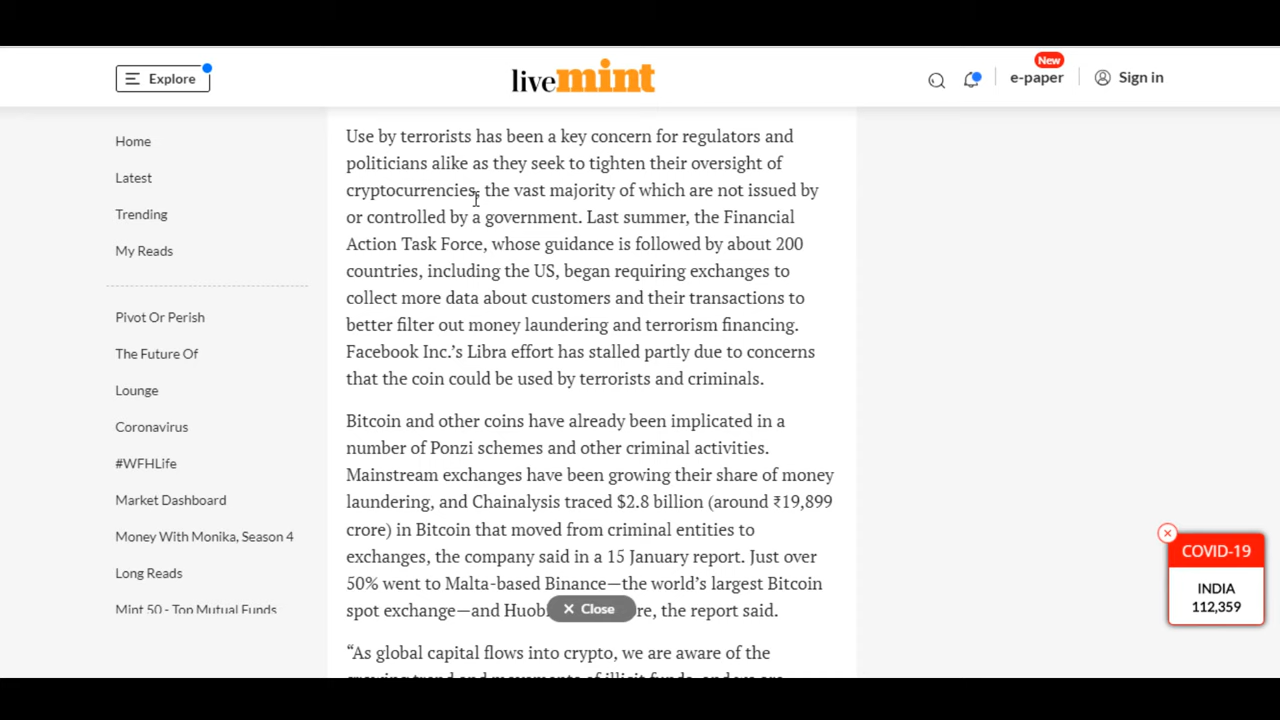 Explore
livemint
New
e-paper
Sign in
Home
Latest
Trending
My Reads
Pivot Or Perish
The Future Of
Lounge
Coronavirus
#WFHLife
Market Dashboard
Money With Monika, Season 4
Long Reads
Mint 50 - Top Mutual Funds
Use by terrorists has been a key concern for regulators and
politicians alike as they seek to tighten their oversight of
cryptocurrencies, the vast majority of which are not issued by
or controlled by a government. Last summer, the Financial
Action Task Force, whose guidance is followed by about 200
countries, including the US, began requiring exchanges to
collect more data about customers and their transactions to
better filter out money laundering and terrorism financing.
Facebook Inc.’s Libra effort has stalled partly due to concerns
that the coin could be used by terrorists and criminals.
Bitcoin and other coins have already been implicated in a
number of Ponzi schemes and other criminal activities.
Mainstream exchanges have been growing their share of money
laundering, and Chainalysis traced $2.8 billion (around ₹19,899
crore) in Bitcoin that moved from criminal entities to
exchanges, the company said in a 15 January report. Just over
50% went to Malta-based Binance—the world’s largest Bitcoin
spot exchange—and the report said.
Close
“As global capital flows into crypto, we are aware of the
growing trend and movements of illicit funds, and we are
COVID-19
INDIA
112,359